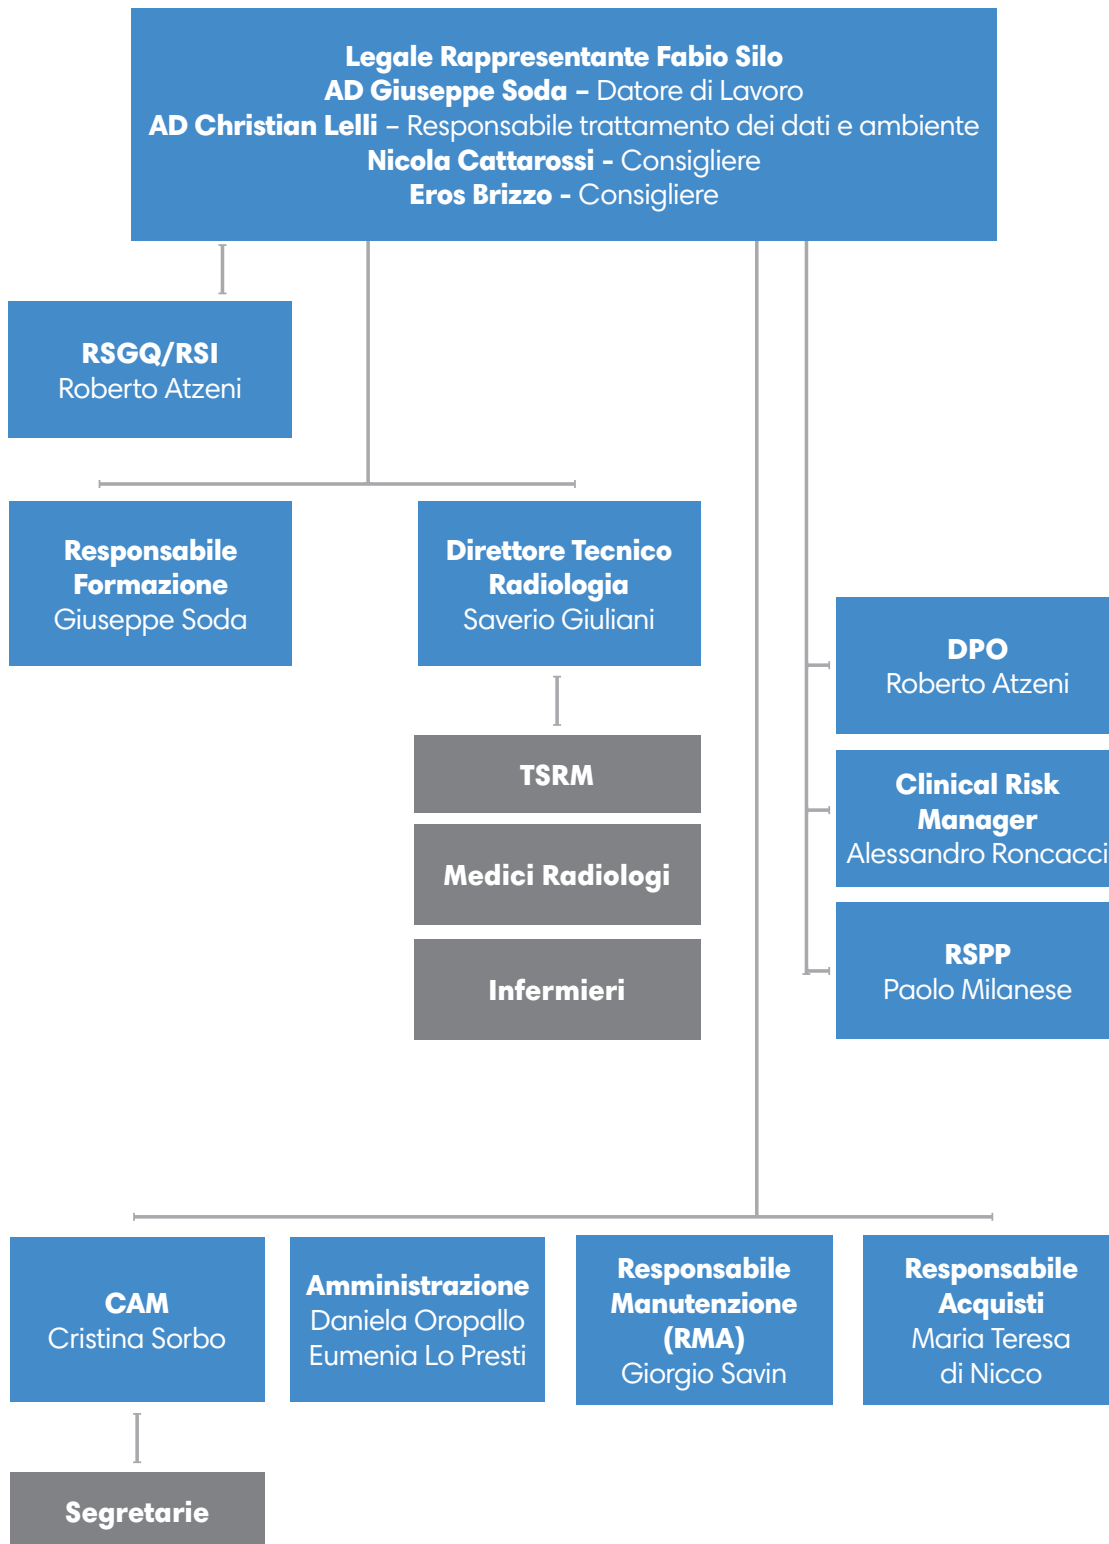 Legale Rappresentante Fabio Silo
AD Giuseppe Soda – Datore di Lavoro
AD Christian Lelli – Responsabile trattamento dei dati e ambiente
Nicola Cattarossi - Consigliere
Eros Brizzo - Consigliere
RSGQ/RSI
Roberto Atzeni
Responsabile
Formazione
Giuseppe Soda
Direttore Tecnico
Radiologia
Saverio Giuliani
DPO
Roberto Atzeni
TSRM
Clinical Risk
Manager
Alessandro Roncacci
Medici Radiologi
RSPP
Paolo Milanese
Infermieri
CAM
Cristina Sorbo
Amministrazione
Daniela Oropallo
Eumenia Lo Presti
Responsabile
Manutenzione
(RMA)
Giorgio Savin
Responsabile
Acquisti
Maria Teresa
di Nicco
Segretarie